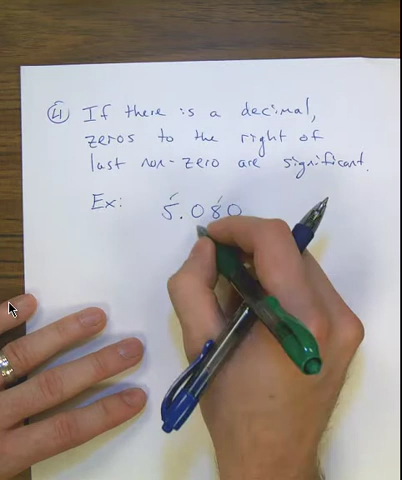 ④ If there is a decimal,
zeros to the right of
last non-zero are significant.
Ex: 5.080